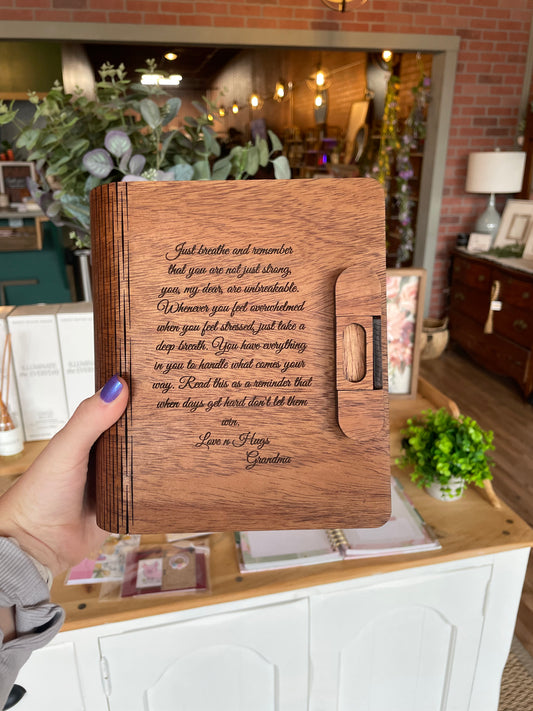 Just breathe and remember
that you are not just strong,
you, my dear, are unbreakable.
Whenever you feel overwhelmed
when you feel stressed, just take a
deep breath. You have everything
in you to handle what comes your
way. Read this as a reminder that
when days get hard don't let them
win.
Love n Hugs
Grandma